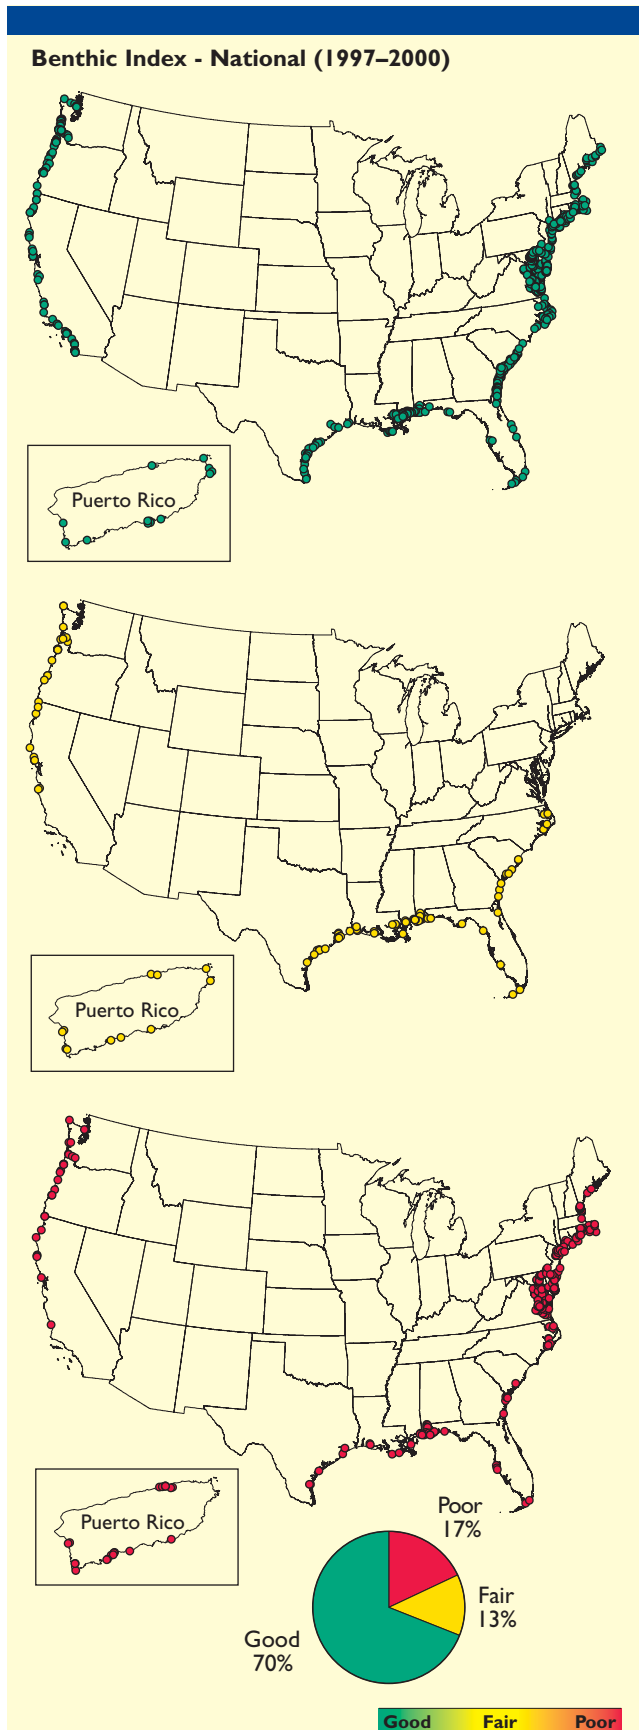 Benthic Index - National (1997–2000)
Puerto Rico
Puerto Rico
Puerto Rico
Poor
17%
Fair
13%
Good
70%
Good Fair Poor